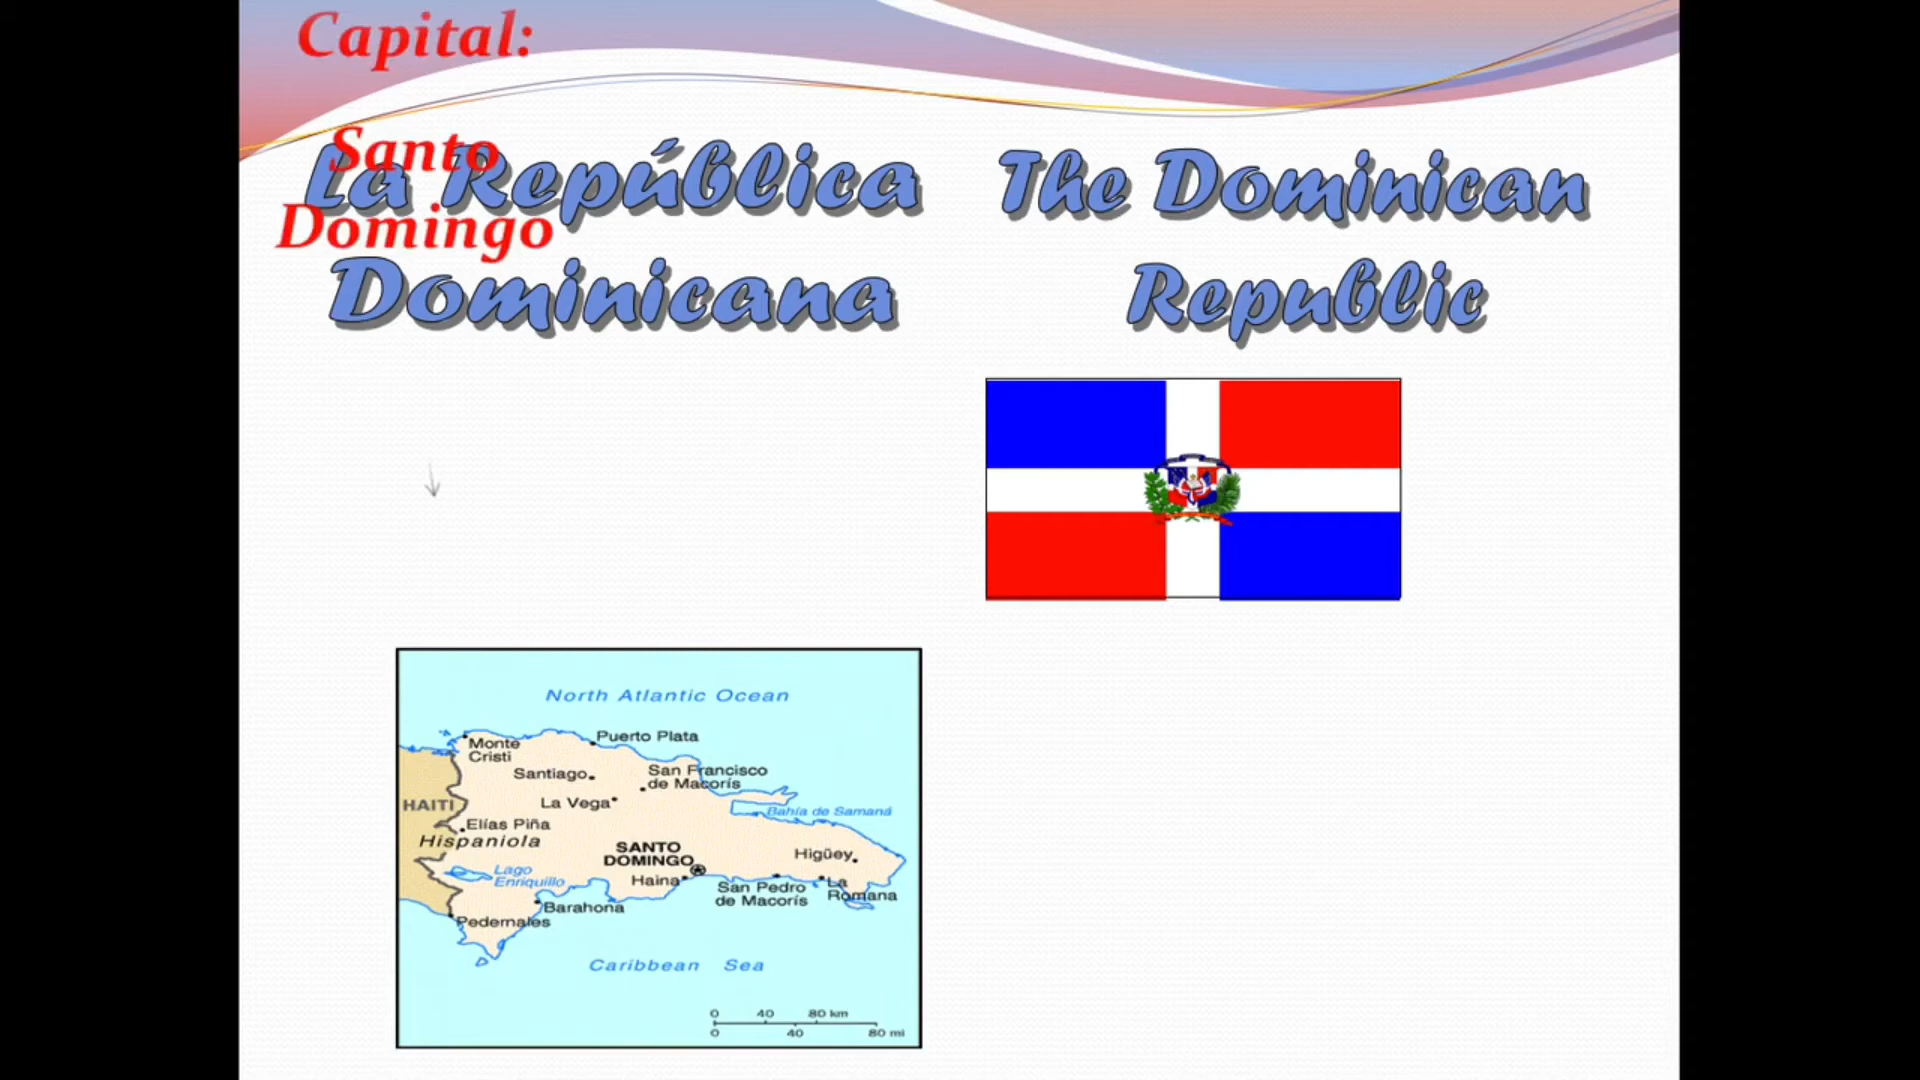 Capital:
Santo
Domingo
La República
Dominicana
The Dominican
Republic
North Atlantic Ocean
Monte
Cristi
Puerto Plata
Santiago
San Francisco
de Macorís
La Vega
HAITI
Bahía de Samaná
Elías Piña
Hispaniola
SANTO
DOMINGO
Higüey
Lago
Enriquillo
Haina
San Pedro
de Macorís
La
Romana
Barahona
Pedernales
Caribbean Sea
0 40 80 km
0 40 80 mi